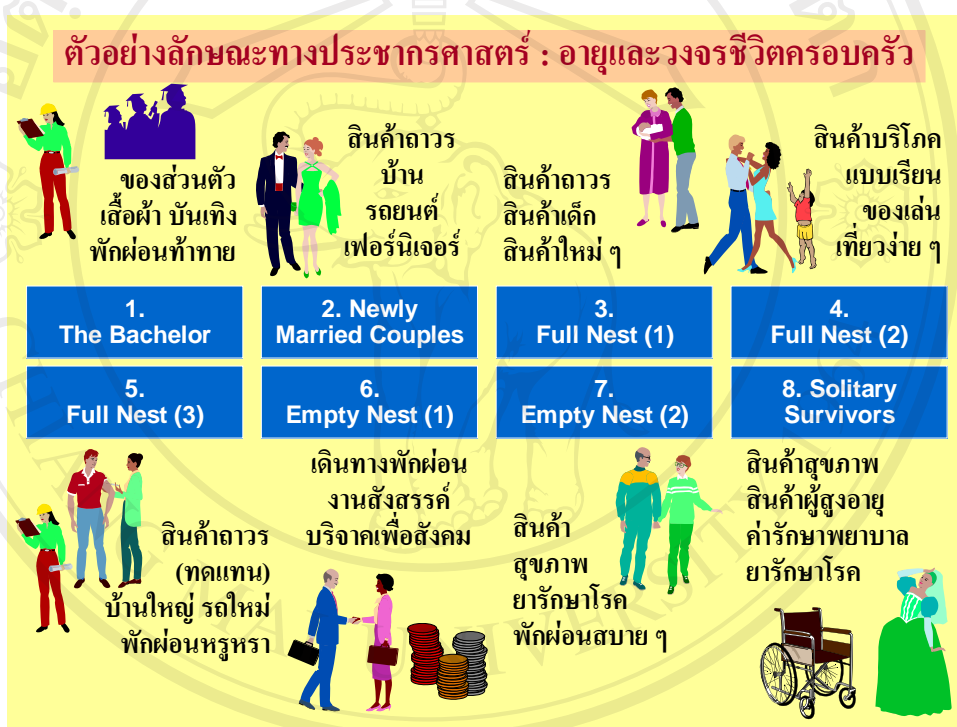 ตัวอย่างลักษณะทางประชากรศาสตร์ : อายุและวงจรชีวิตครอบครัว
ของส่วนตัว
เสื้อผ้า บันเทิง
พักผ่อนท้าทาย
สินค้าถาวร
บ้าน
รถยนต์
เฟอร์นิเจอร์
สินค้าถาวร
สินค้าเด็ก
สินค้าใหม่ ๆ
สินค้าบริโภค
แบบเรียน
ของเล่น
เที่ยวง่าย ๆ
1.
The Bachelor
2. Newly
Married Couples
3.
Full Nest (1)
4.
Full Nest (2)
5.
Full Nest (3)
6.
Empty Nest (1)
7.
Empty Nest (2)
8. Solitary
Survivors
สินค้าถาวร
(ทดแทน)
บ้านใหญ่ รถใหม่
พักผ่อนหรูหรา
เดินทางพักผ่อน
งานสังสรรค์
บริจาคเพื่อสังคม
สินค้า
สุขภาพ
ยารักษาโรค
พักผ่อนสบาย ๆ
สินค้าสุขภาพ
สินค้าผู้สูงอายุ
ค่ารักษาพยาบาล
ยารักษาโรค